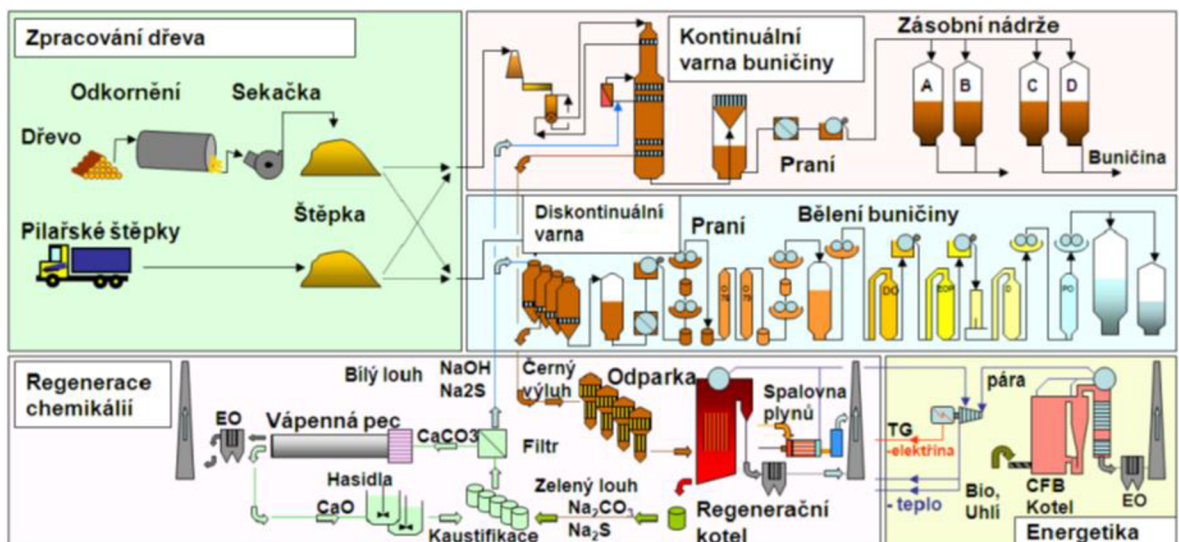 Zpracování dřeva
Odkornění
Sekačka
Dřevo
Štěpka
Pilařské štěpky
Kontinuální
varna buničiny
Zásobní nádrže
A
B
C
D
Praní
Buničina
Diskontinuální
varna
Praní
Bělení buničiny
DO
EOP
D
PO
Regenerace
chemikálií
EO
Vápenná pec
Bílý louh
NaOH
Na2S
CaCO3
Filtr
Hasidla
CaO
Kaustifikace
Černý
výluh
Odparka
Spalovna
plynů
Zelený louh
Na₂CO₃
Na₂S
Regenerační
kotel
pára
TG
-elektřina
- teplo
Bio,
Uhlí
CFB
Kotel
EO
Energetika